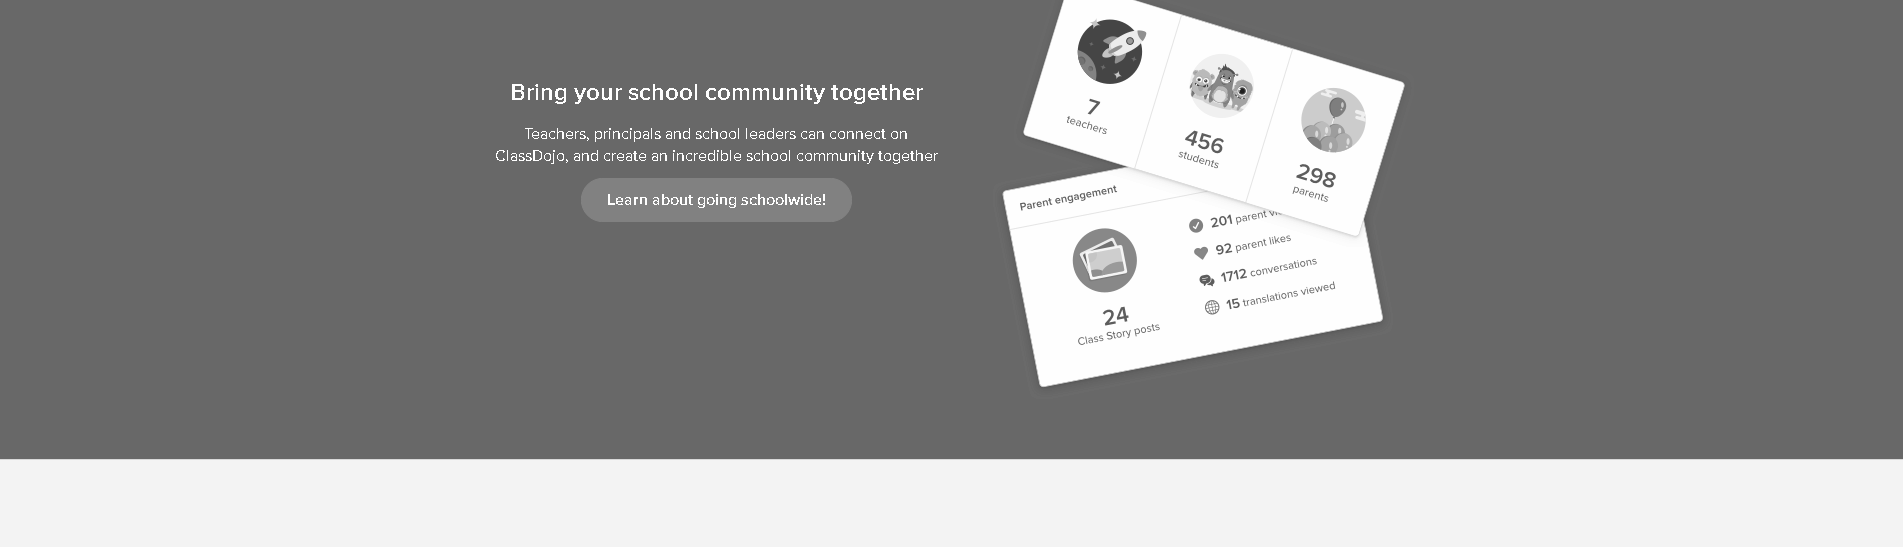 Bring your school community together
Teachers, principals and school leaders can connect on
ClassDojo, and create an incredible school community together
Learn about going schoolwide!
7
teachers
456
students
298
parents
Parent engagement
24
Class Story posts
201 parent
92 parent likes
1712 conversations
15 translations viewed